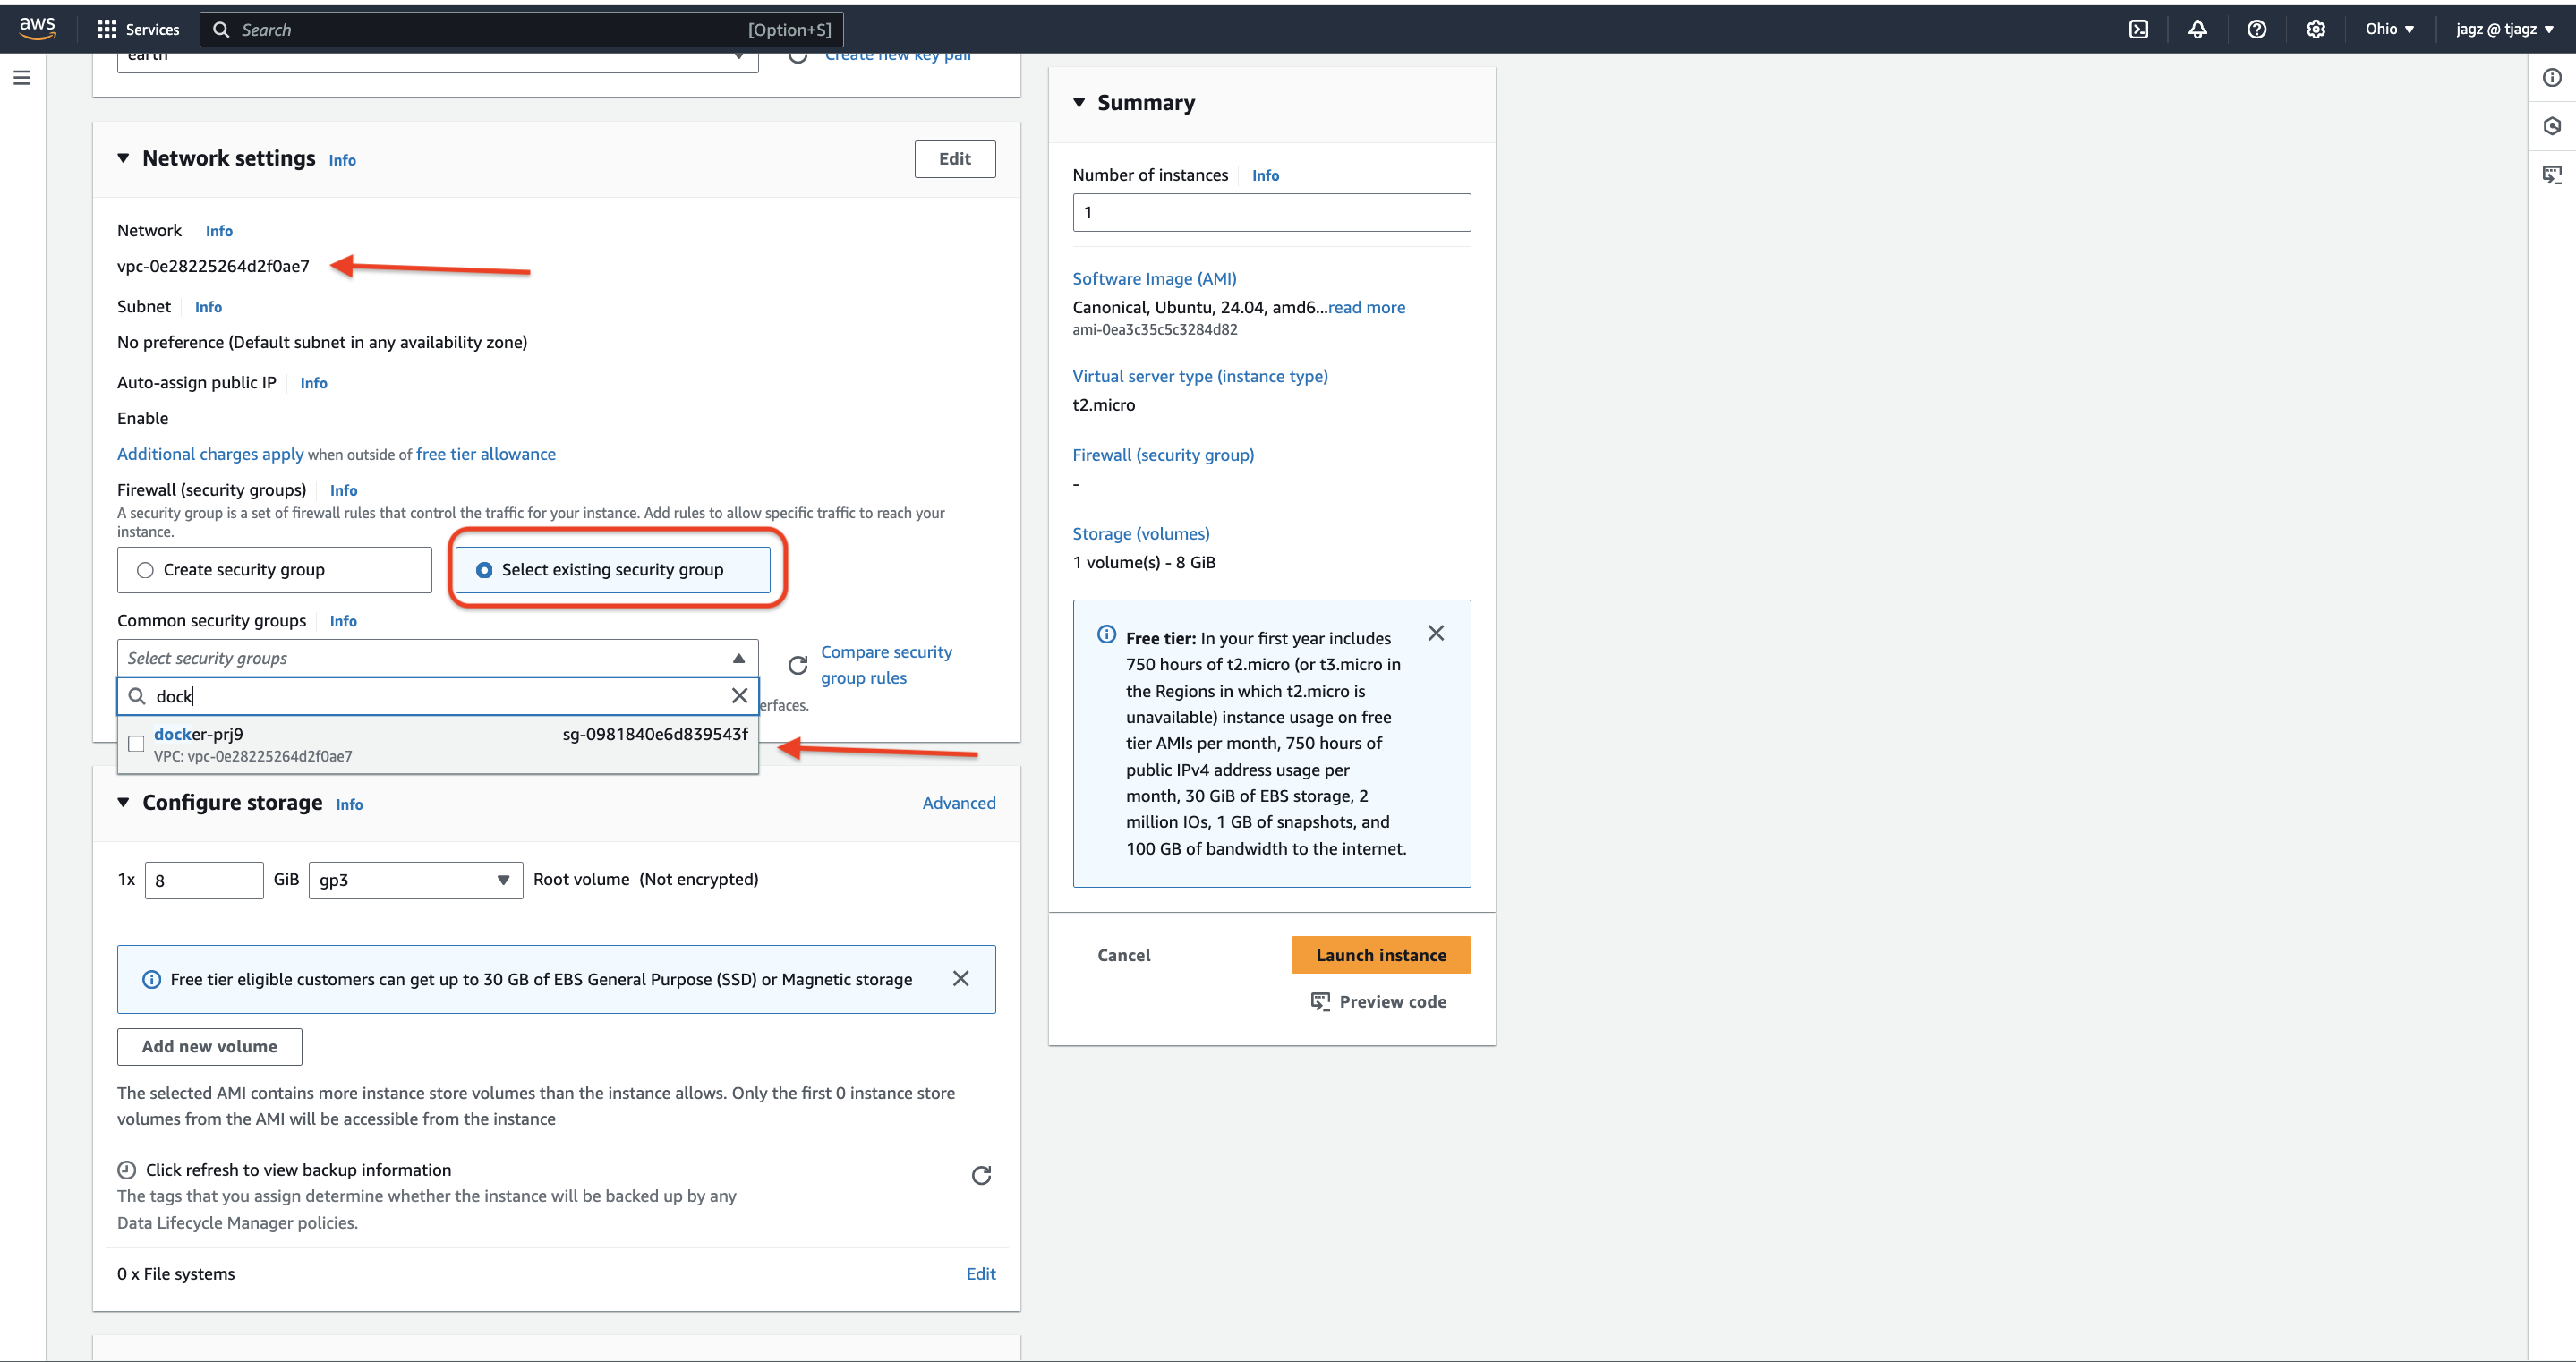 aws
Services
Search
[Option+S]
Ohio ▼
jagz @ tjagz ▼
earth
Create new key pair
▼ Network settings Info
Edit
Network Info
vpc-0e28225264d2f0ae7
Subnet Info
No preference (Default subnet in any availability zone)
Auto-assign public IP Info
Enable
Additional charges apply when outside of free tier allowance
Firewall (security groups) Info
A security group is a set of firewall rules that control the traffic for your instance. Add rules to allow specific traffic to reach your
instance.
Create security group
Select existing security group
Common security groups Info
Select security groups
Compare security
group rules
dock
erfaces.
docker-prj9
sg-0981840e6d839543f
VPC: vpc-0e28225264d2f0ae7
▼ Configure storage Info
Advanced
1x 8 GiB gp3 Root volume (Not encrypted)
Free tier eligible customers can get up to 30 GB of EBS General Purpose (SSD) or Magnetic storage
Add new volume
The selected AMI contains more instance store volumes than the instance allows. Only the first 0 instance store
volumes from the AMI will be accessible from the instance
Click refresh to view backup information
The tags that you assign determine whether the instance will be backed up by any
Data Lifecycle Manager policies.
0 x File systems
Edit
▼ Summary
Number of instances Info
1
Software Image (AMI)
Canonical, Ubuntu, 24.04, amd6...read more
ami-0ea3c35c5c3284d82
Virtual server type (instance type)
t2.micro
Firewall (security group)
-
Storage (volumes)
1 volume(s) - 8 GiB
Free tier: In your first year includes
750 hours of t2.micro (or t3.micro in
the Regions in which t2.micro is
unavailable) instance usage on free
tier AMIs per month, 750 hours of
public IPv4 address usage per
month, 30 GiB of EBS storage, 2
million IOs, 1 GB of snapshots, and
100 GB of bandwidth to the internet.
Cancel
Launch instance
Preview code